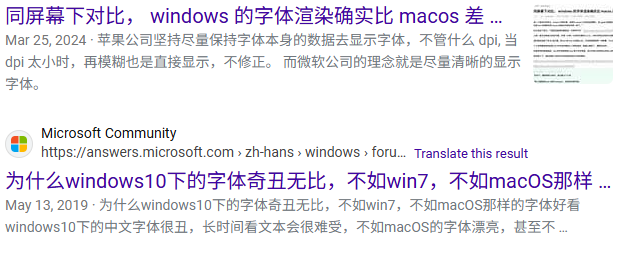 同屏幕下对比， windows 的字体渲染确实比 macos 差 ...
Mar 25, 2024 · 苹果公司坚持尽量保持字体本身的数据去显示字体，不管什么 dpi, 当
dpi 太小时，再模糊也是直接显示，不修正。 而微软公司的理念就是尽量清晰的显示
字体。
Microsoft Community
https://answers.microsoft.com › zh-hans › windows › foru... Translate this result
为什么windows10下的字体奇丑无比，不如win7，不如macOS那样 ...
May 13, 2019 · 为什么windows10下的字体奇丑无比，不如win7，不如macOS那样的字体好看
windows10下的中文字体很丑，长时间看文本会很难受，不如macOS的字体漂亮，甚至不 ...